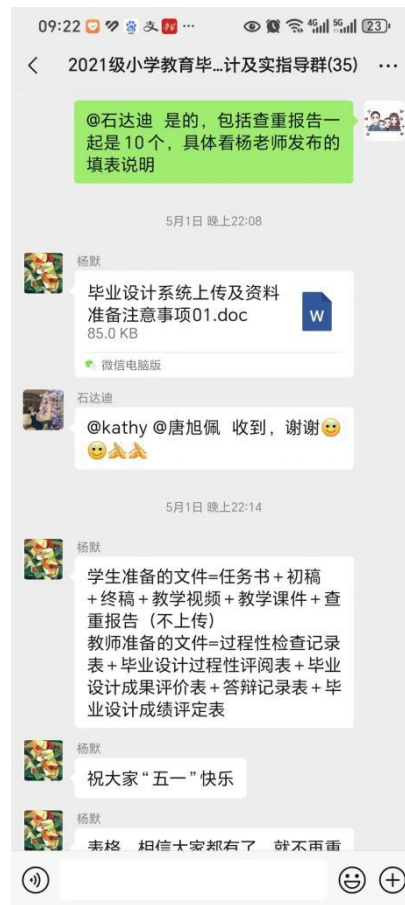 09:22
4G 5G 23
2021级小学教育毕...计及实指导群(35)
@石达迪 是的，包括查重报告一
起是10个，具体看杨老师发布的
填表说明
5月1日 晚上22:08
杨默
毕业设计系统上传及资料
准备注意事项01.doc
W
85.0 KB
微信电脑版
石达迪
@kathy @唐旭佩 收到，谢谢
5月1日 晚上22:14
杨默
学生准备的文件=任务书+初稿
+终稿+教学视频+教学课件+查
重报告（不上传）
教师准备的文件=过程性检查记录
表+毕业设计过程性评阅表+毕业
设计成果评价表+答辩记录表+毕
业设计成绩评定表
杨默
祝大家“五一”快乐
杨默
表格，相信大家都有了，就不再重